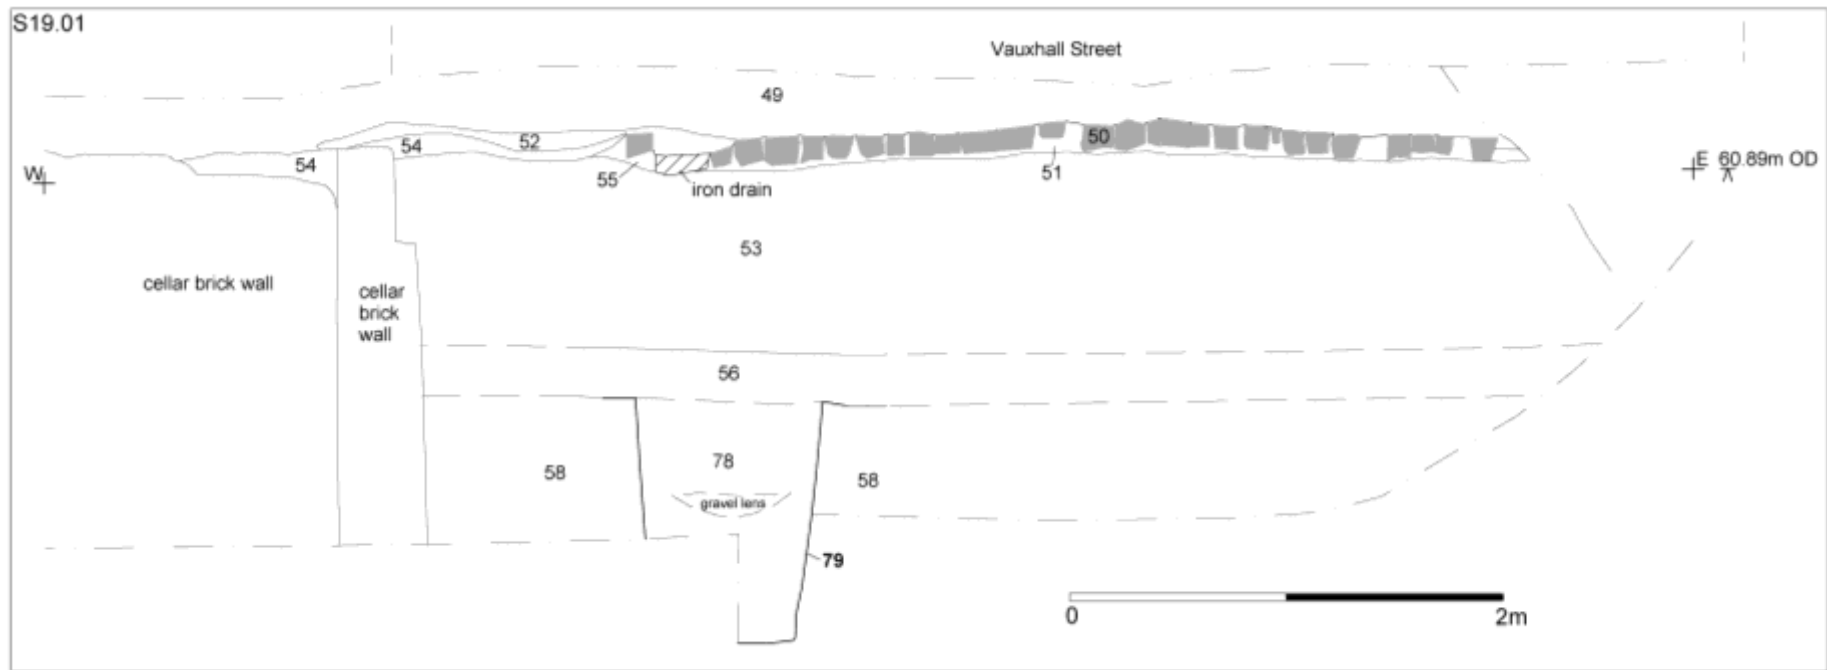 S19.01
Vauxhall Street
49
50
52
54
54
W
55
iron drain
51
E 60.89m OD
53
cellar brick wall
cellar
brick
wall
56
58
78
58
gravel lens
79
0
2m